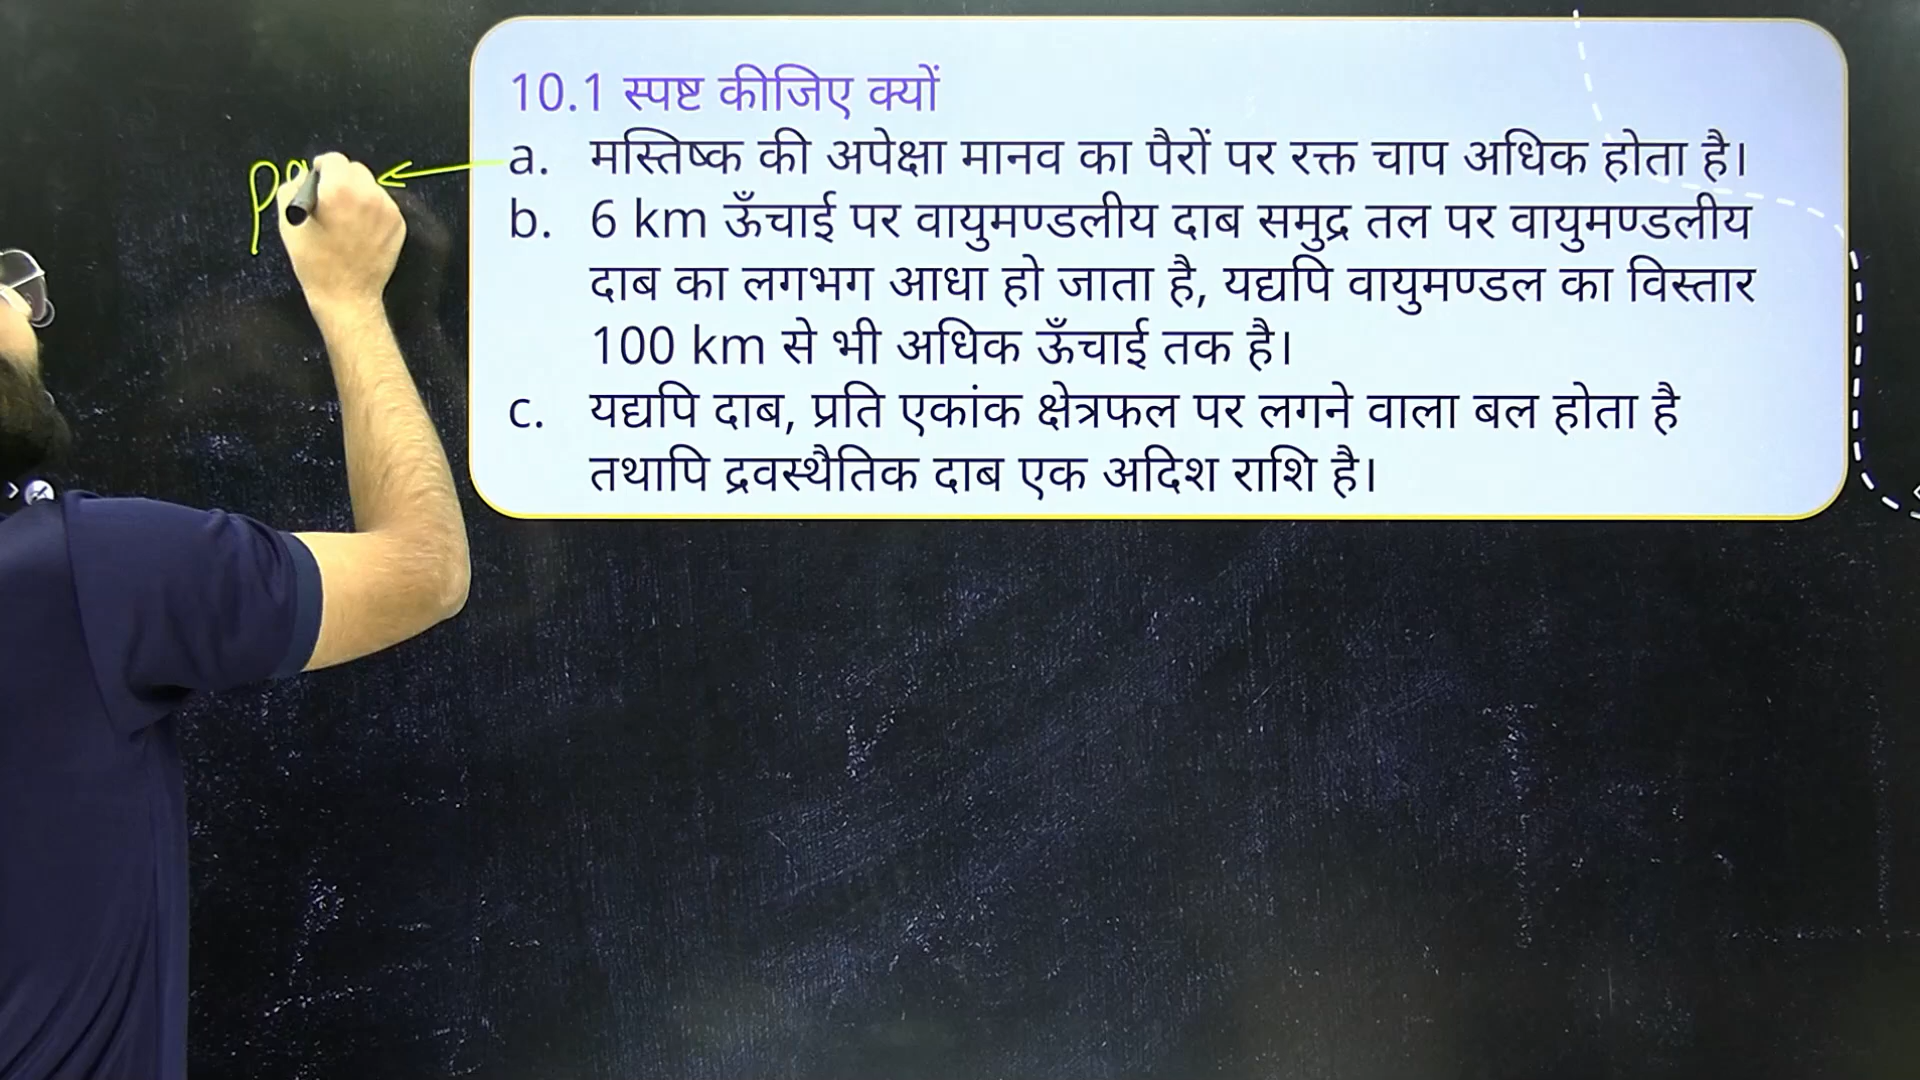 10.1 स्पष्ट कीजिए क्यों
a. मस्तिष्क की अपेक्षा मानव का पैरों पर रक्त चाप अधिक होता है।
b. 6 km ऊँचाई पर वायुमण्डलीय दाब समुद्र तल पर वायुमण्डलीय
दाब का लगभग आधा हो जाता है, यद्यपि वायुमण्डल का विस्तार
100 km से भी अधिक ऊँचाई तक है।
c. यद्यपि दाब, प्रति एकांक क्षेत्रफल पर लगने वाला बल होता है
तथापि द्रवस्थैतिक दाब एक अदिश राशि है।